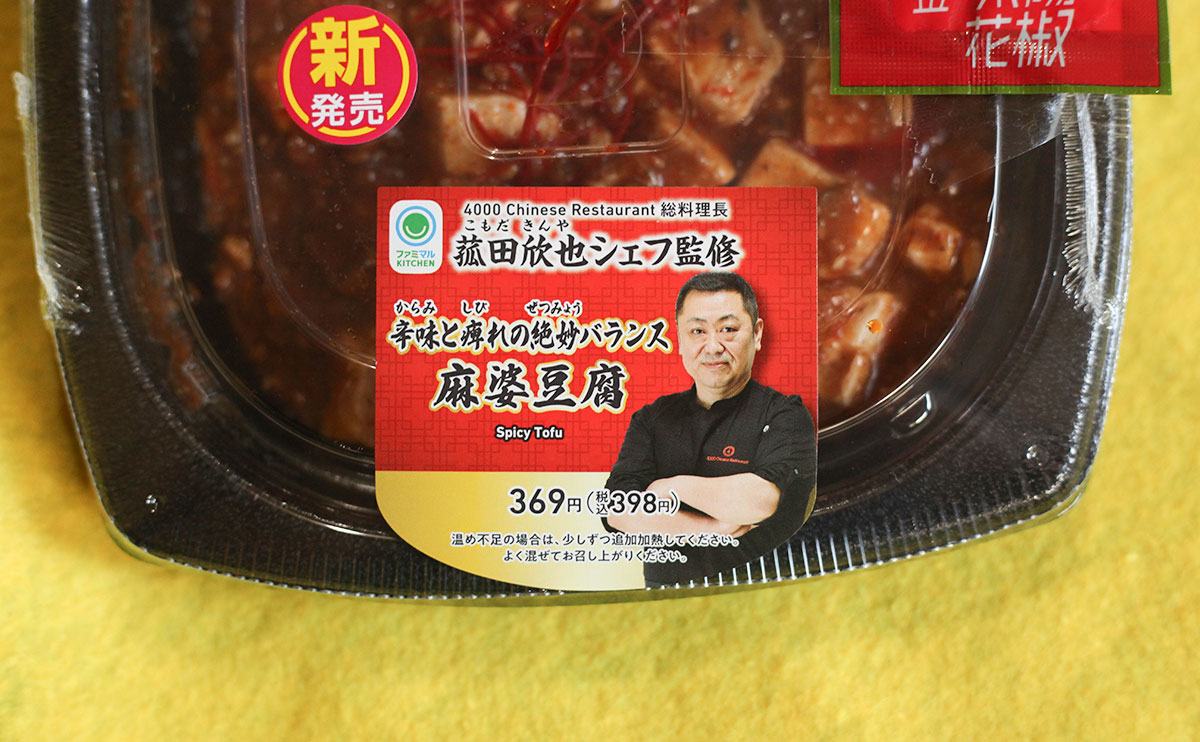 花椒
新
発売
4000 Chinese Restaurant 総料理長
こもだ きんや
菰田欣也シェフ監修
ファミマル
KITCHEN
からみ しび ぜつみょう
辛味と痺れの絶妙バランス
麻婆豆腐
Spicy Tofu
4000 Chinese Restaurant
369円(税込398円)
温め不足の場合は、少しずつ追加加熱してください。
よく混ぜてお召し上がりください。